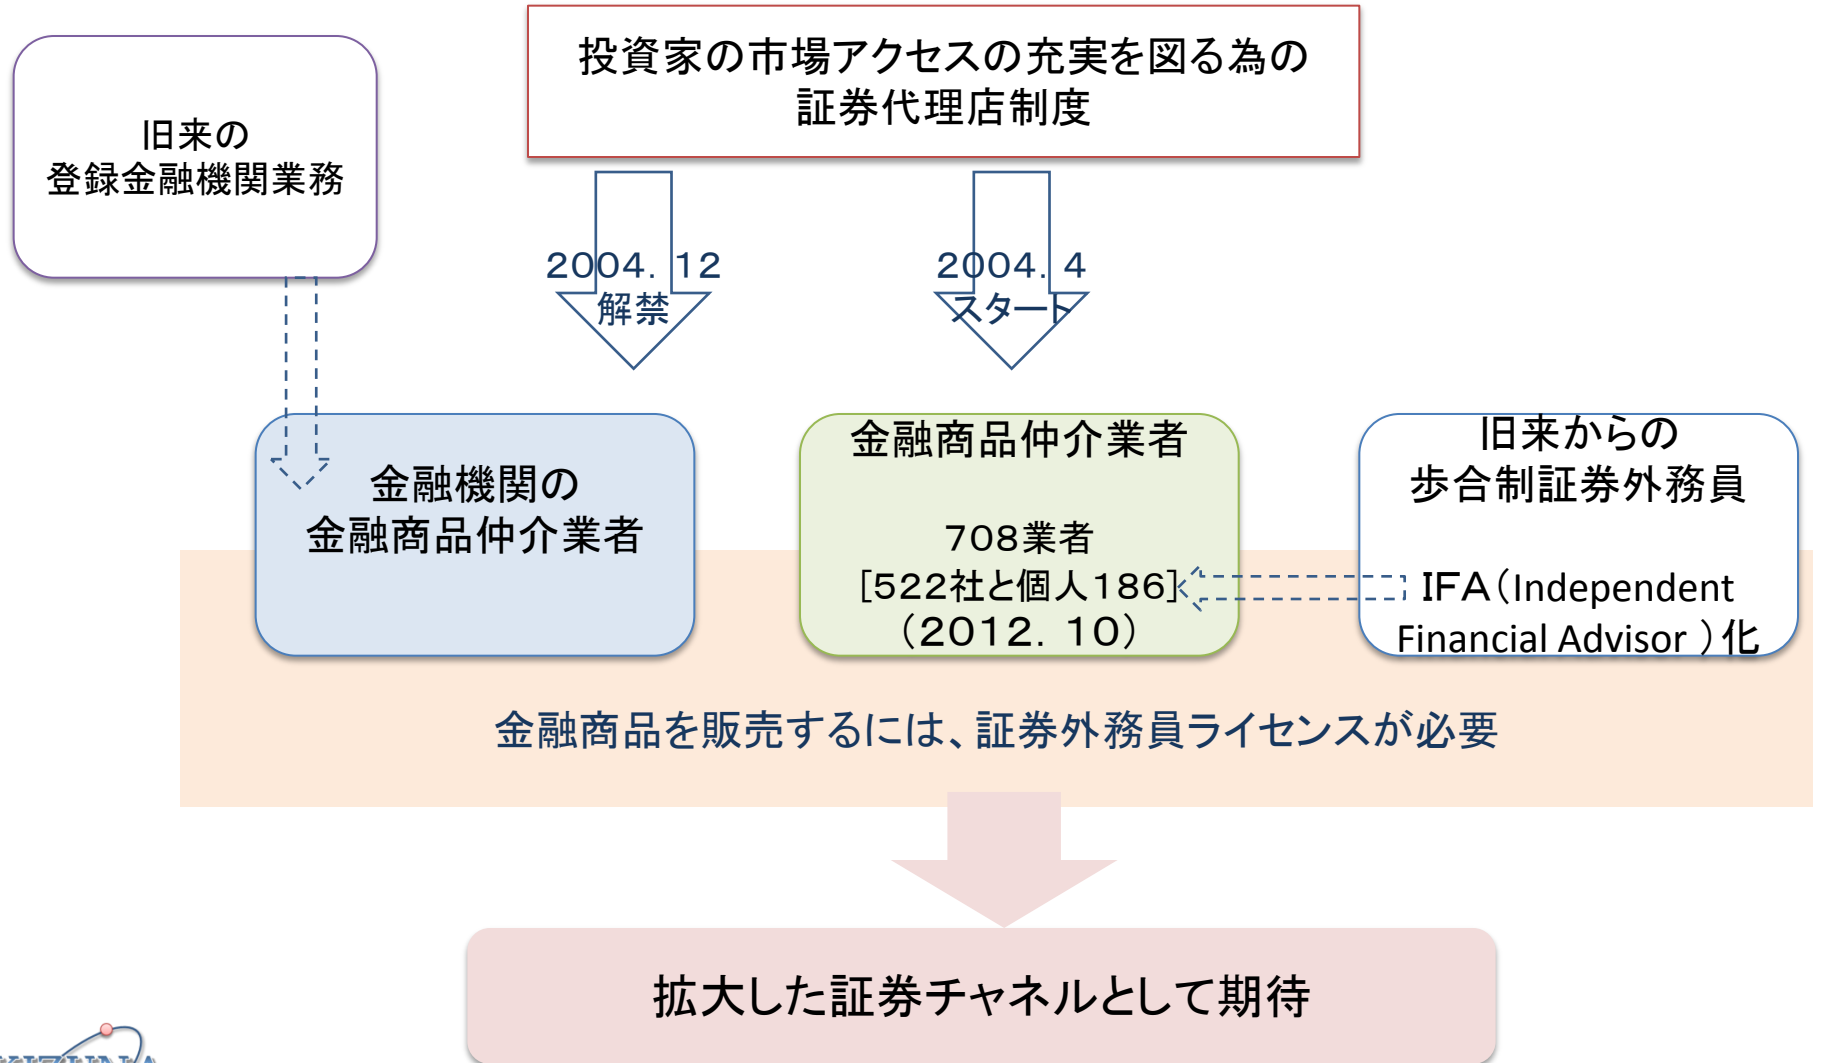 投資家の市場アクセスの充実を図る為の
証券代理店制度
旧来の
登録金融機関業務
2004. 12
解禁
2004. 4
スタート
金融機関の
金融商品仲介業者
金融商品仲介業者
708業者
[522社と個人186]
(2012. 10)
旧来からの
歩合制証券外務員
IFA(Independent
Financial Advisor )化
金融商品を販売するには、証券外務員ライセンスが必要
拡大した証券チャネルとして期待
KIZUNA